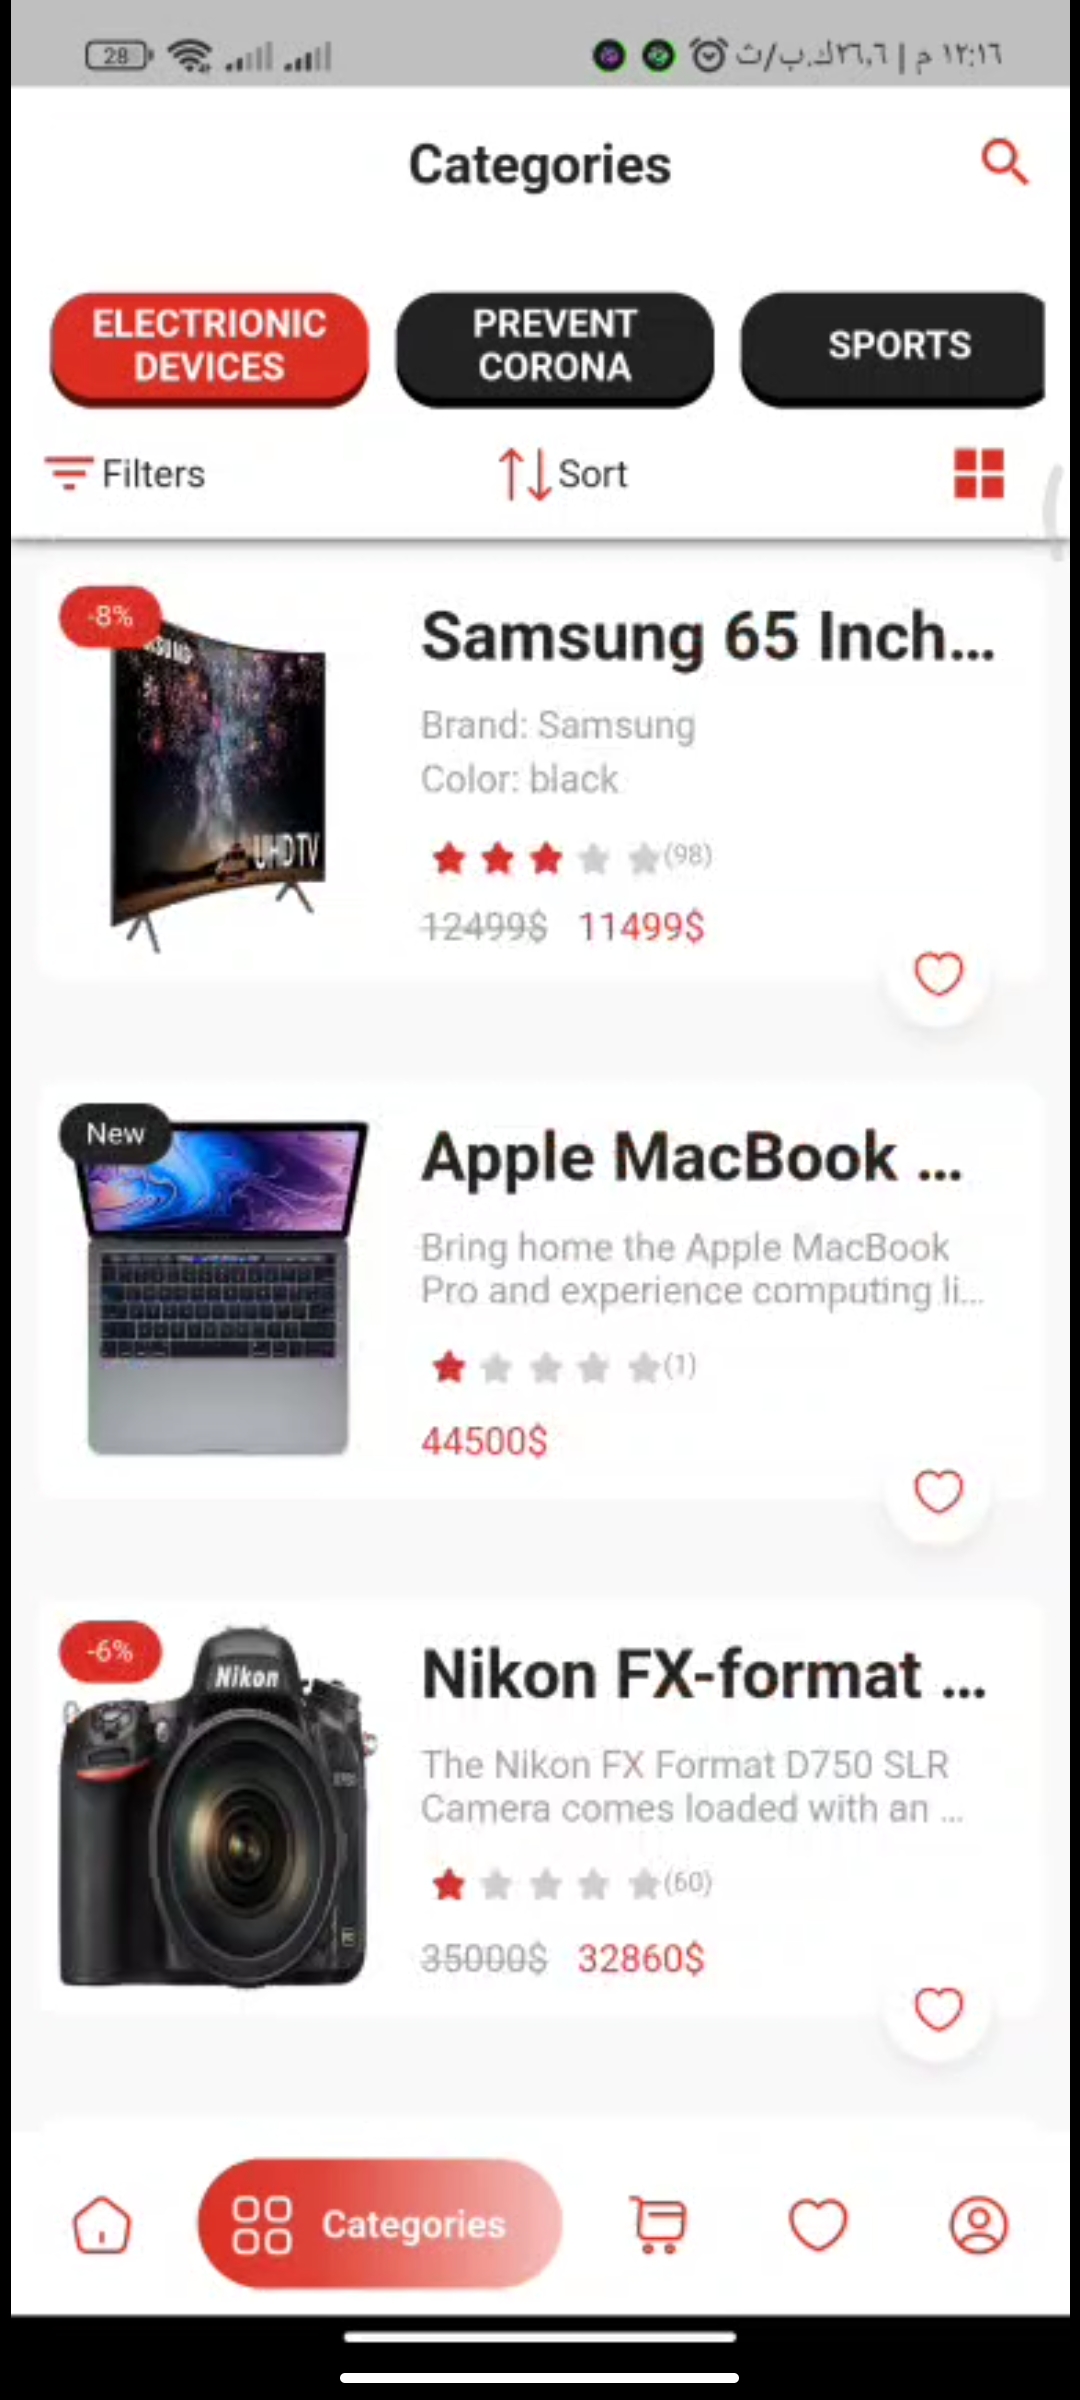 28
١٢:١٦ م | ٢٦,٦ك.ب/ث
Categories
ELECTRIONIC
DEVICES
PREVENT
CORONA
SPORTS
Filters
Sort
-8%
UHD TV
Samsung 65 Inch...
Brand: Samsung
Color: black
(98)
12499$ 11499$
New
Apple MacBook ...
Bring home the Apple MacBook
Pro and experience computing li...
(1)
44500$
-6%
Nikon
Nikon FX-format ...
The Nikon FX Format D750 SLR
Camera comes loaded with an ...
(60)
35000$ 32860$
Categories